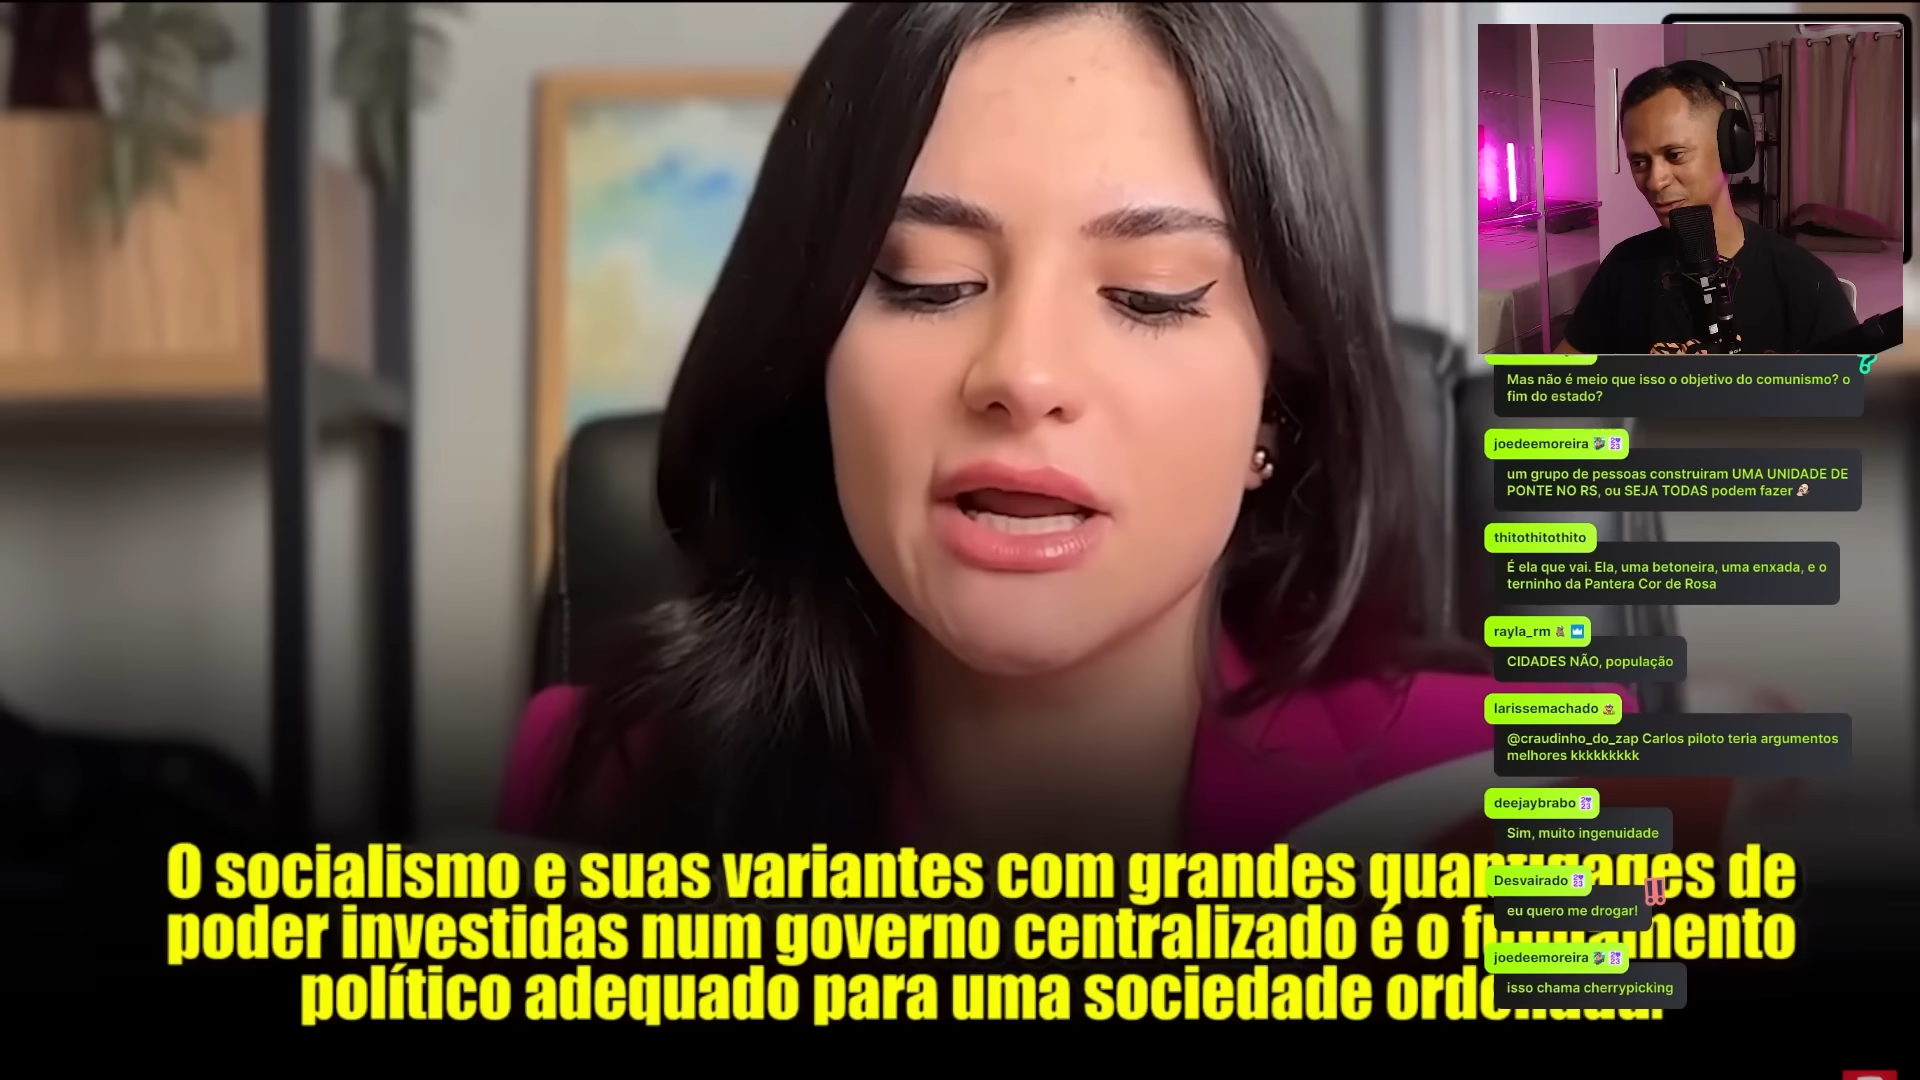 Mas não é meio que isso o objetivo do comunismo? o
fim do estado?
joedeemoreira
um grupo de pessoas construiram UMA UNIDADE DE
PONTE NO RS, ou SEJA TODAS podem fazer
thitothitothito
É ela que vai. Ela, uma betoneira, uma enxada, e o
terninho da Pantera Cor de Rosa
rayla_rm
CIDADES NÃO, população
larissemachado
@craudinho_do_zap Carlos piloto teria argumentos
melhores kkkkkkkkk
deejaybrabo
Sim, muito ingenuidade
Desvairado
eu quero me drogar!
joedeemoreira
isso chama cherrypicking
O socialismo e suas variantes com grandes de
poder investidas num governo centralizado é o
político adequado para uma sociedade